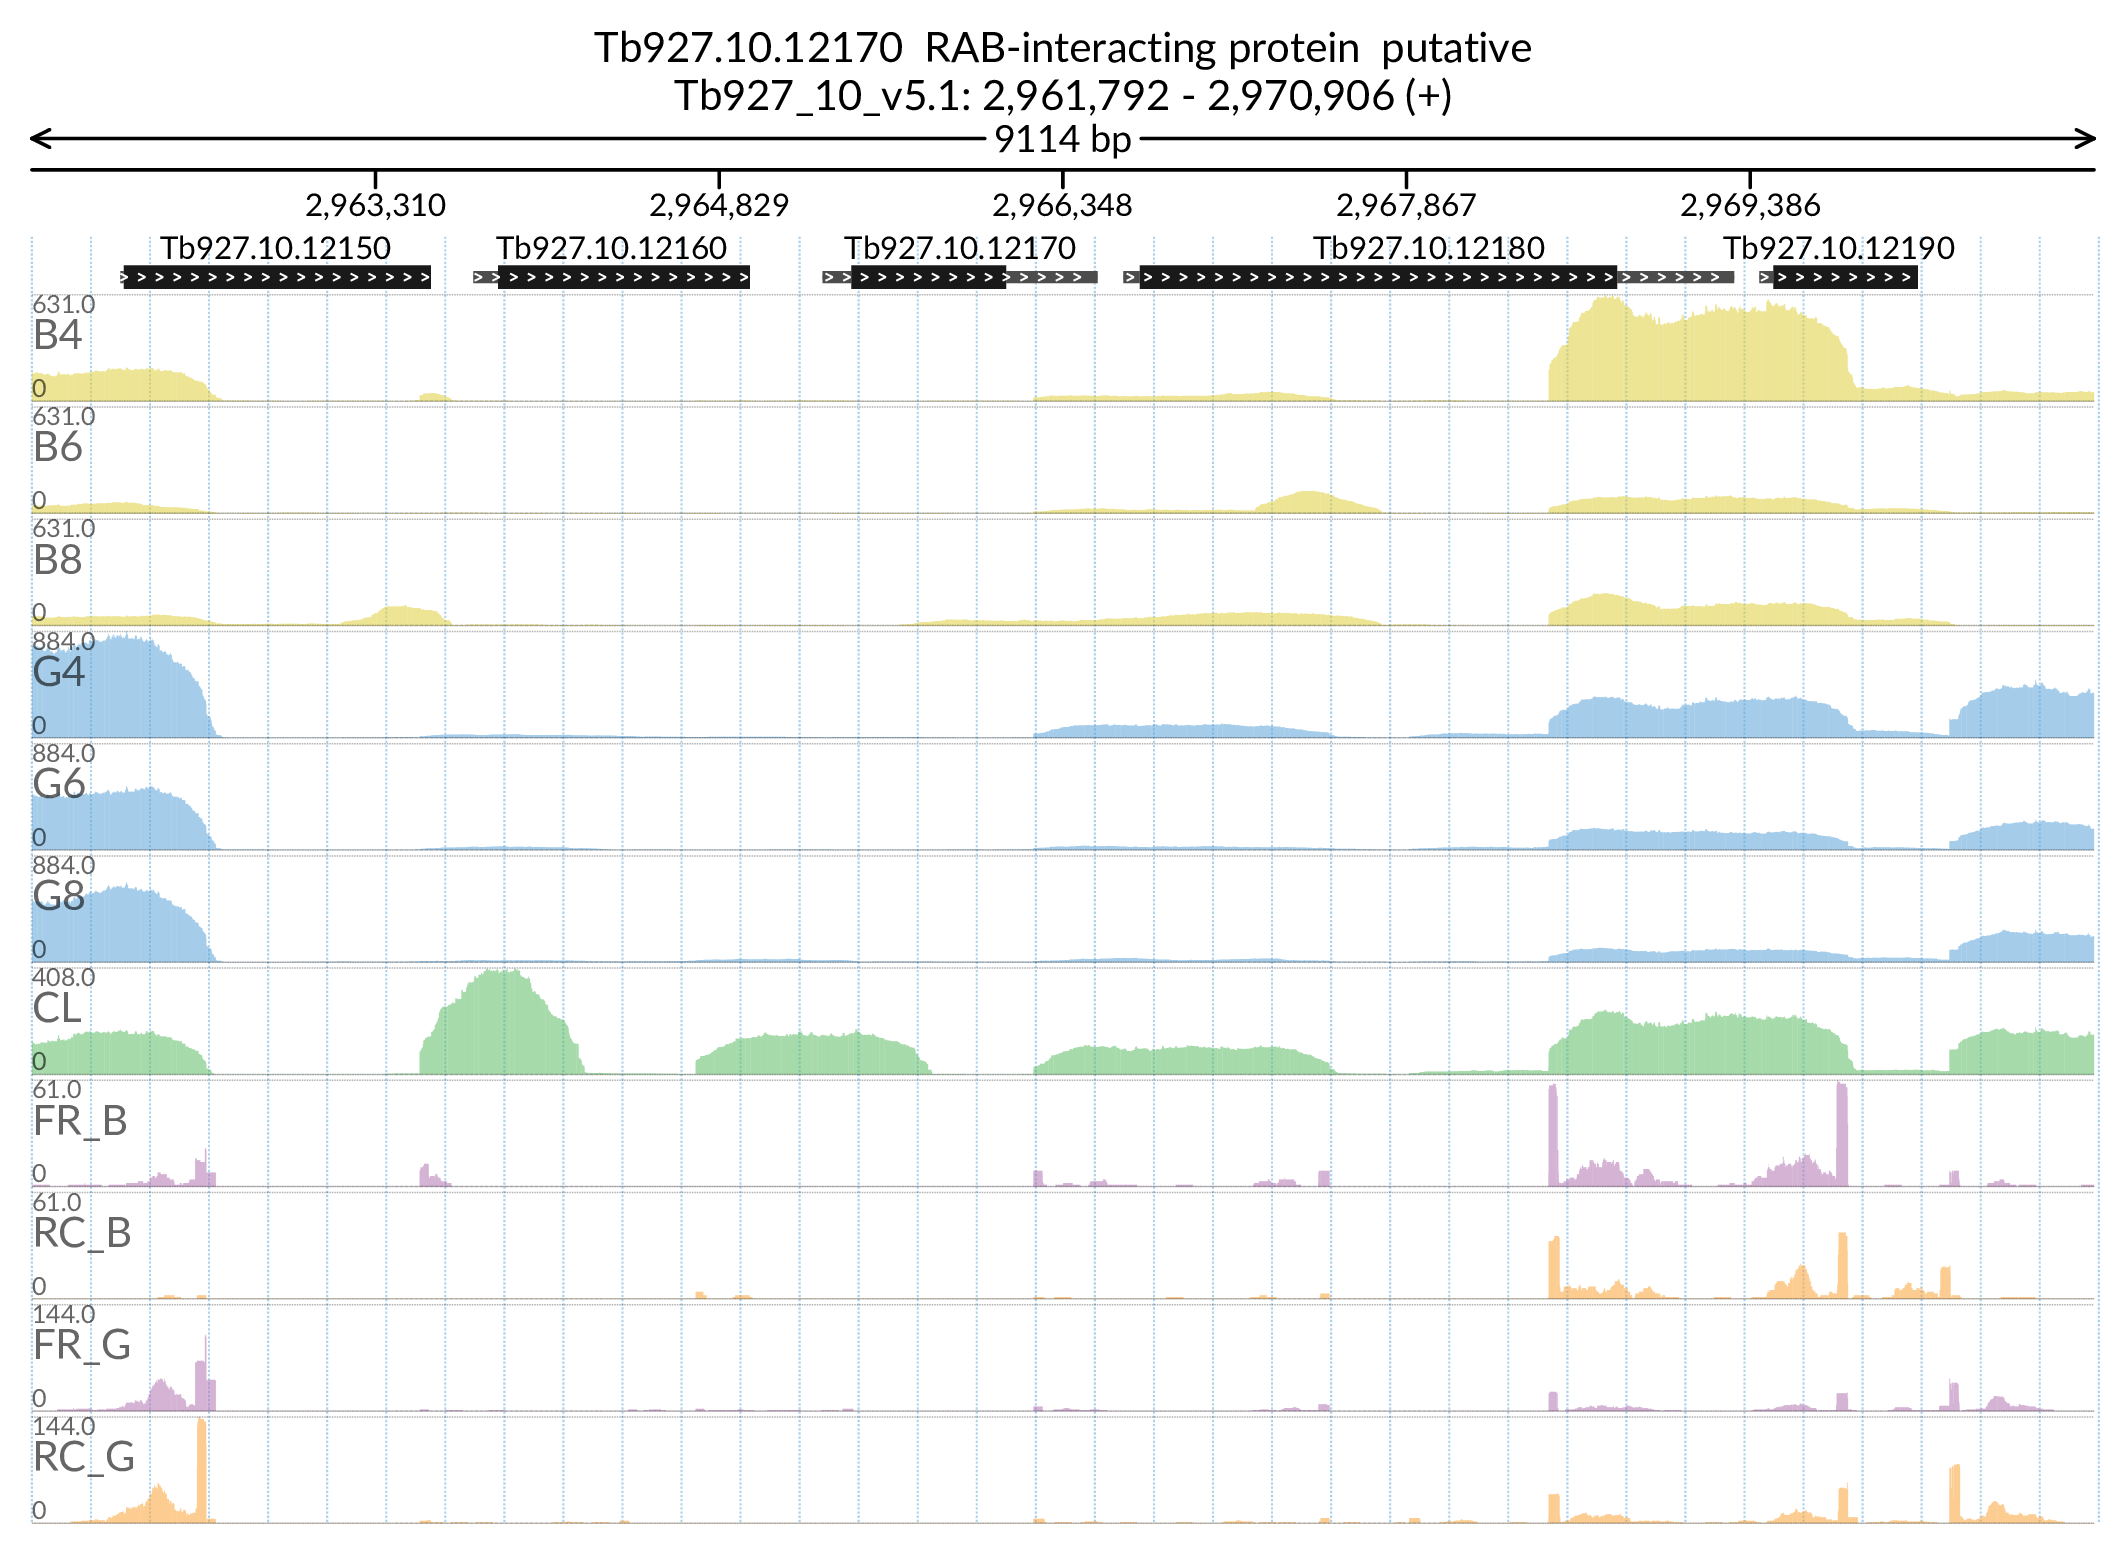 Tb927.10.12170 RAB-interacting protein putative
Tb927_10_v5.1: 2,961,792 - 2,970,906 (+)
9114 bp
2,963,310 2,964,829 2,966,348 2,967,867 2,969,386
Tb927.10.12150 Tb927.10.12160 Tb927.10.12170 Tb927.10.12180 Tb927.10.12190
631.0
B4
0
631.0
B6
0
631.0
B8
0
884.0
G4
0
884.0
G6
0
884.0
G8
0
408.0
CL
0
61.0
FR_B
0
61.0
RC_B
0
144.0
FR_G
0
144.0
RC_G
0